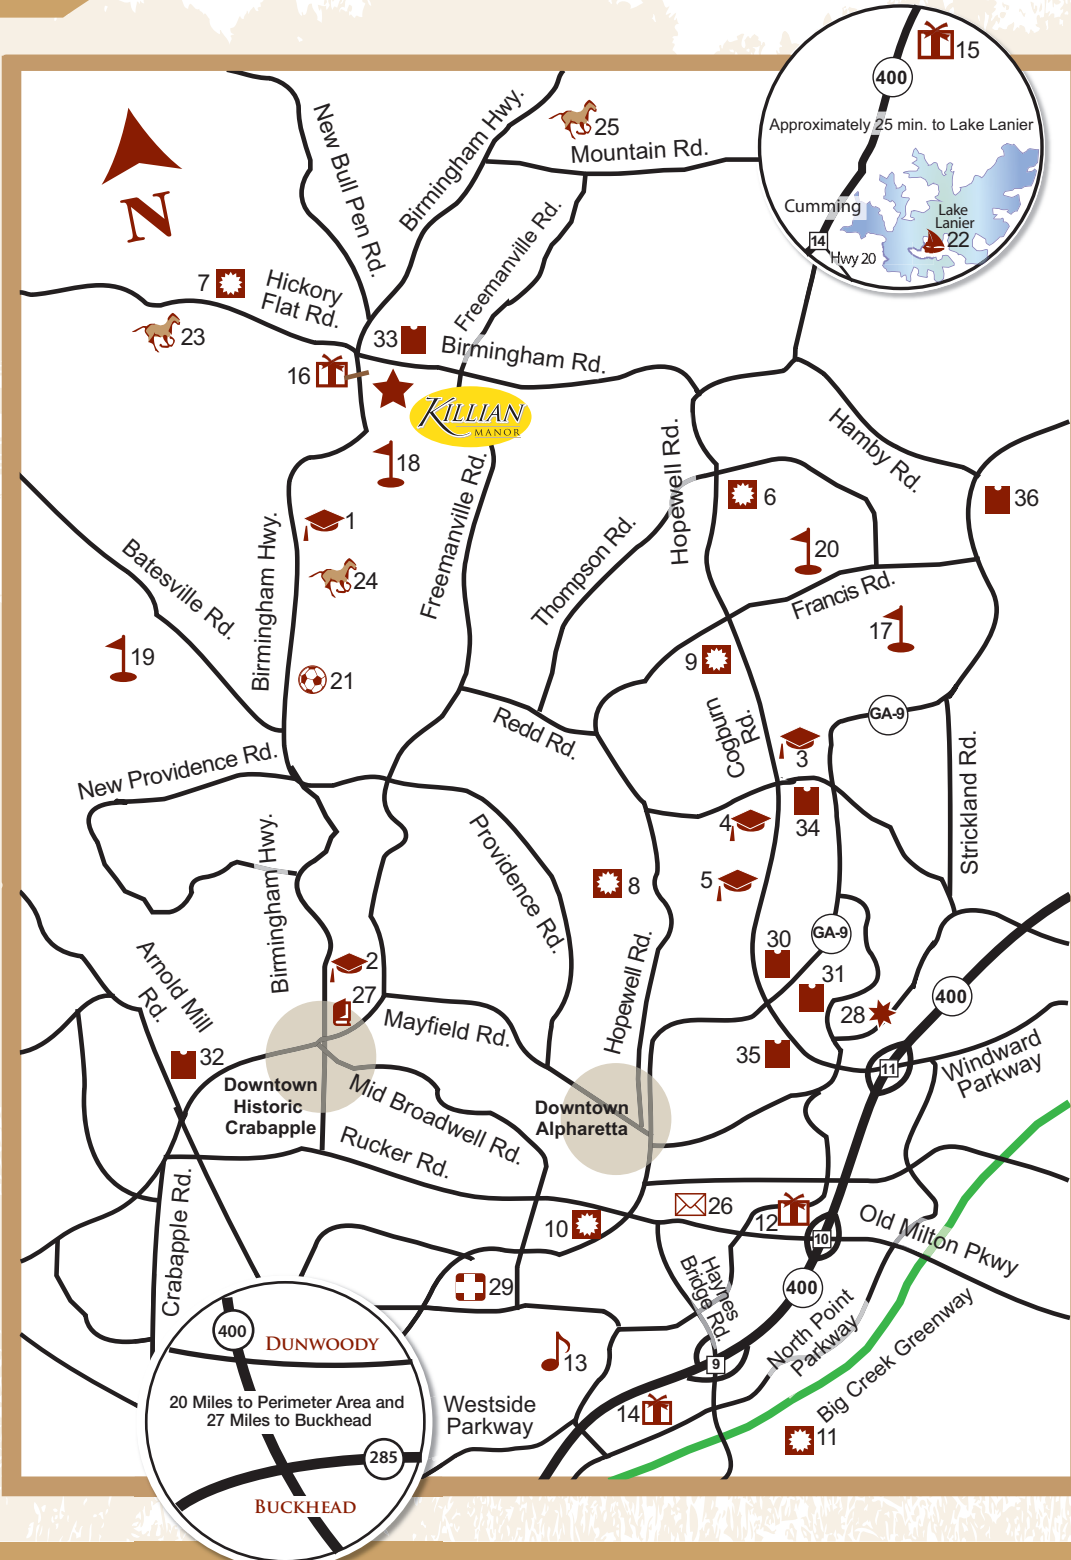 15
400
Approximately 25 min. to Lake Lanier
Cumming
Lake
Lanier
22
14
Hwy 20
N
New Bull Pen Rd.
Birmingham Hwy.
25
Mountain Rd.
Freemanville Rd.
7
Hickory
Flat Rd.
23
33
Birmingham Rd.
16
KILLIAN
MANOR
18
Hopewell Rd.
Hamby Rd.
6
36
1
24
Batesville Rd.
Birmingham Hwy.
Freemanville Rd.
Thompson Rd.
20
Francis Rd.
19
21
17
9
Redd Rd.
Cogburn
Rd.
GA-9
3
New Providence Rd.
4
34
Strickland Rd.
Birmingham Hwy.
Providence Rd.
8
5
Arnold Mill
Rd.
2
27
Mayfield Rd.
Hopewell Rd.
30
GA-9
31
28
400
32
35
11
Windward
Parkway
Downtown
Historic
Crabapple
Mid Broadwell Rd.
Downtown
Alpharetta
Rucker Rd.
Crabapple Rd.
10
26
12
10
Old Milton Pkwy
29
Haynes
Bridge Rd.
400
North Point
Parkway
Big Creek Greenway
13
9
Westside
Parkway
14
11
400
DUNWOODY
20 Miles to Perimeter Area and
27 Miles to Buckhead
285
BUCKHEAD